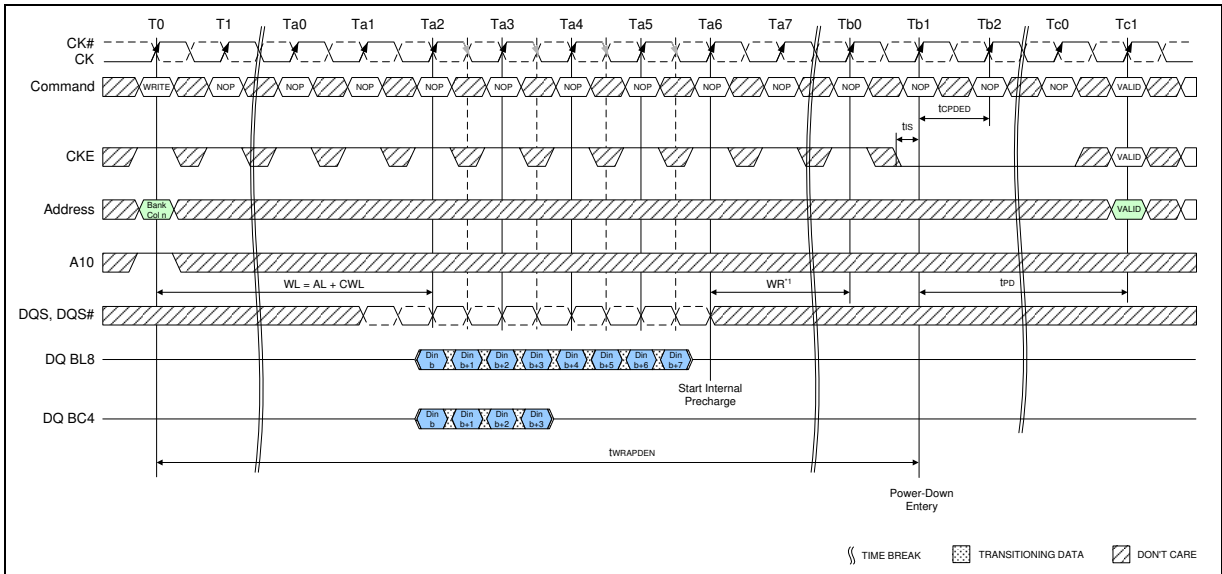 T0 T1 Ta0 Ta1 Ta2 Ta3 Ta4 Ta5 Ta6 Ta7 Tb0 Tb1 Tb2 Tc0 Tc1
CK#
CK
Command WRITE NOP NOP NOP NOP NOP NOP NOP NOP NOP NOP NOP NOP NOP VALID
tCPDED
tIS
CKE VALID
Address Bank Col n VALID
A10
WL = AL + CWL WR*1 tPD
DQS, DQS#
DQ BL8 Din b Din b+1 Din b+2 Din b+3 Din b+4 Din b+5 Din b+6 Din b+7
Start Internal
Precharge
DQ BC4 Din b Din b+1 Din b+2 Din b+3
tWRAPDEN
Power-Down
Entery
TIME BREAK TRANSITIONING DATA DON'T CARE